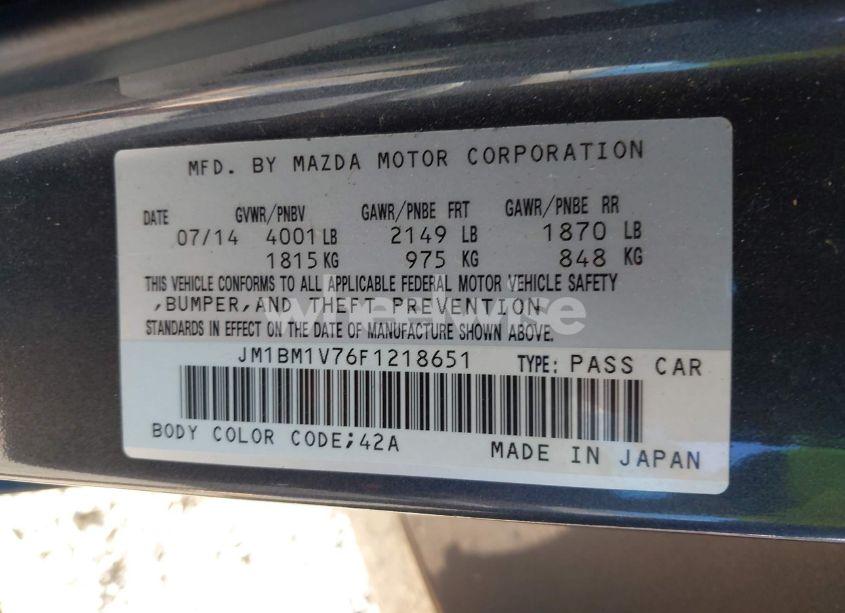 MFD. BY MAZDA MOTOR CORPORATION
DATE GVWR/PNBV GAWR/PNBE FRT GAWR/PNBE RR
07/14 4001 LB 2149 LB 1870 LB
1815 KG 975 KG 848 KG
THIS VEHICLE CONFORMS TO ALL APPLICABLE FEDERAL MOTOR VEHICLE SAFETY
,BUMPER,AND THEFT PREVENTION
wheelwise
STANDARDS IN EFFECT ON THE DATE OF MANUFACTURE SHOWN ABOVE.
JM1BM1V76F1218651 TYPE: PASS CAR
BODY COLOR CODE;42A MADE IN JAPAN